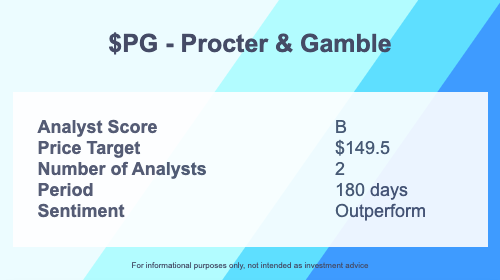 $PG - Procter & Gamble
Analyst Score B
Price Target $149.5
Number of Analysts 2
Period 180 days
Sentiment Outperform
For informational purposes only, not intended as investment advice